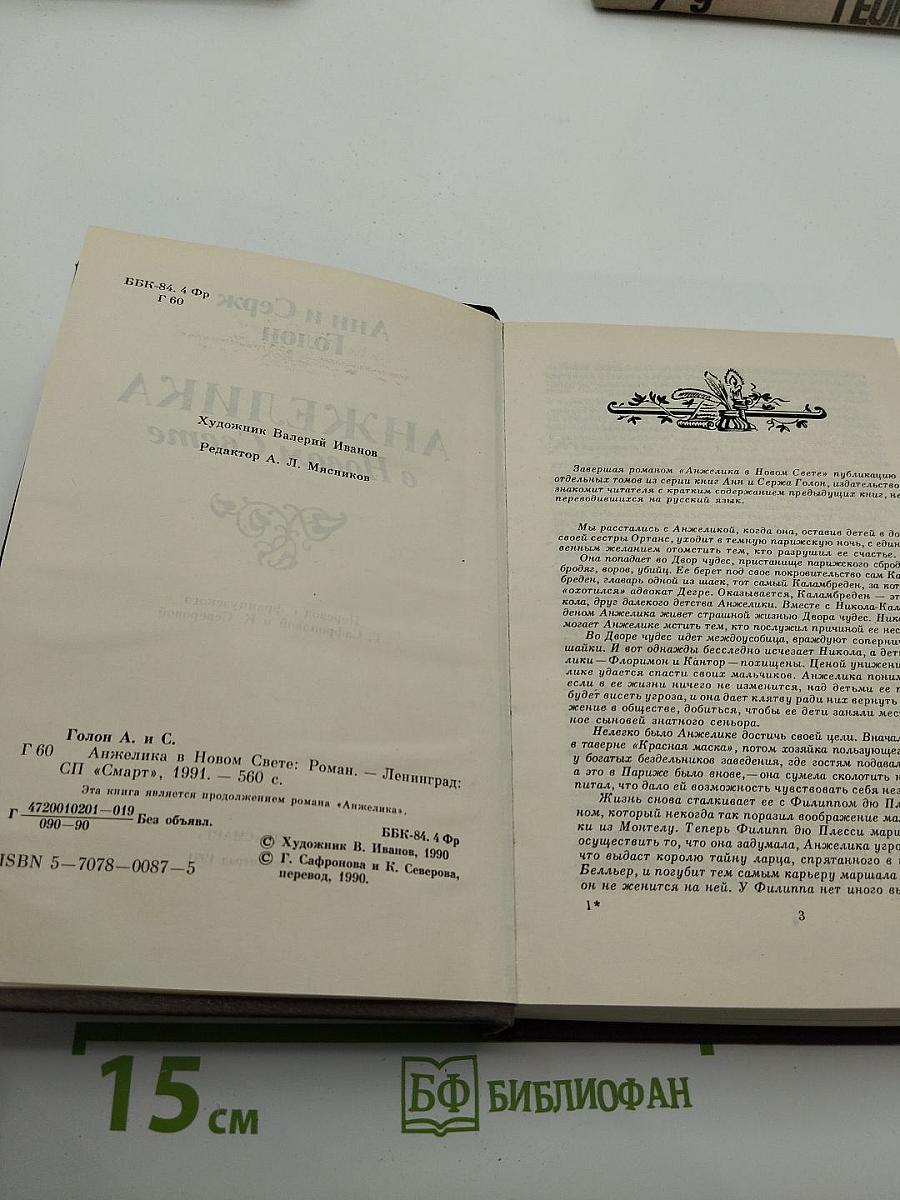 79
ББК-84. 4 Фр
Г 60
Художник Валерий Иванов
Редактор А. Л. Мясников
Голон А. и С.
Г 60 Анжелика в Новом Свете: Роман. — Ленинград:
СП «Смарт», 1991. — 560 с.
Эта книга является продолжением романа «Анжелика».
Г 4720010201—019
090—90
Без объявл.
ББК-84. 4 Фр
© Художник В. Иванов, 1990
© Г. Сафронова и К. Северова,
перевод, 1990.
ISBN 5—7078—0087—5
Завершая романом «Анжелика в Новом Свете» публикацию
отдельных томов из серии книг Анн и Сержа Голон, издательство
знакомит читателя с кратким содержанием предыдущих книг, не
переводившихся на русский язык.
Мы расстались с Анжеликой, когда она, оставив детей в до
своей сестры Ортанс, уходит в темную парижскую ночь, с един
венным желанием отомстить тем, кто разрушил ее счастье.
Она попадает во Двор чудес, пристанище парижского сброд
бродяг, воров, убийц. Ее берет под свое покровительство сам Ка
бреден, главарь одной из шаек, тот самый Каламбреден, за кот
«охотился» адвокат Дегре. Оказывается, Каламбреден — эт
кола, друг далекого детства Анжелики. Вместе с Никола-Кал
деном Анжелика живет страшной жизнью Двора чудес. Ник
могает Анжелике мстить тем, кто послужил причиной ее нес
Во Дворе чудес идет междоусобица, враждуют соперни
шайки. И вот однажды бесследно исчезает Никола, а дет
лики — Флоримон и Кантор — похищены. Ценой унижен
лике удается спасти своих мальчиков. Анжелика поним
если в ее жизни ничего не изменится, над детьми ее п
будет висеть угроза, и она дает клятву ради них вернуть
жение в обществе, добиться, чтобы ее дети заняли мес
ное сыновей знатного сеньора.
Нелегко было Анжелике достичь своей цели. Внача
в таверне «Красная маска», потом хозяйка пользующег
у богатых бездельников заведения, где гостям подавал
а это в Париже было внове,— она сумела сколотить н
питал, что дало ей возможность чувствовать себя нез
Жизнь снова сталкивает ее с Филиппом дю Пл
ном, который некогда так поразил воображение мал
ки из Монтелу. Теперь Филипп дю Плесси марш
осуществить то, что она задумала, Анжелика угро
что выдаст королю тайну ларца, спрятанного в
Белльер, и погубит тем самым карьеру маршала
он не женится на ней. У Филиппа нет иного вы
1*
3
15 см
БФ БИБЛИОФАН